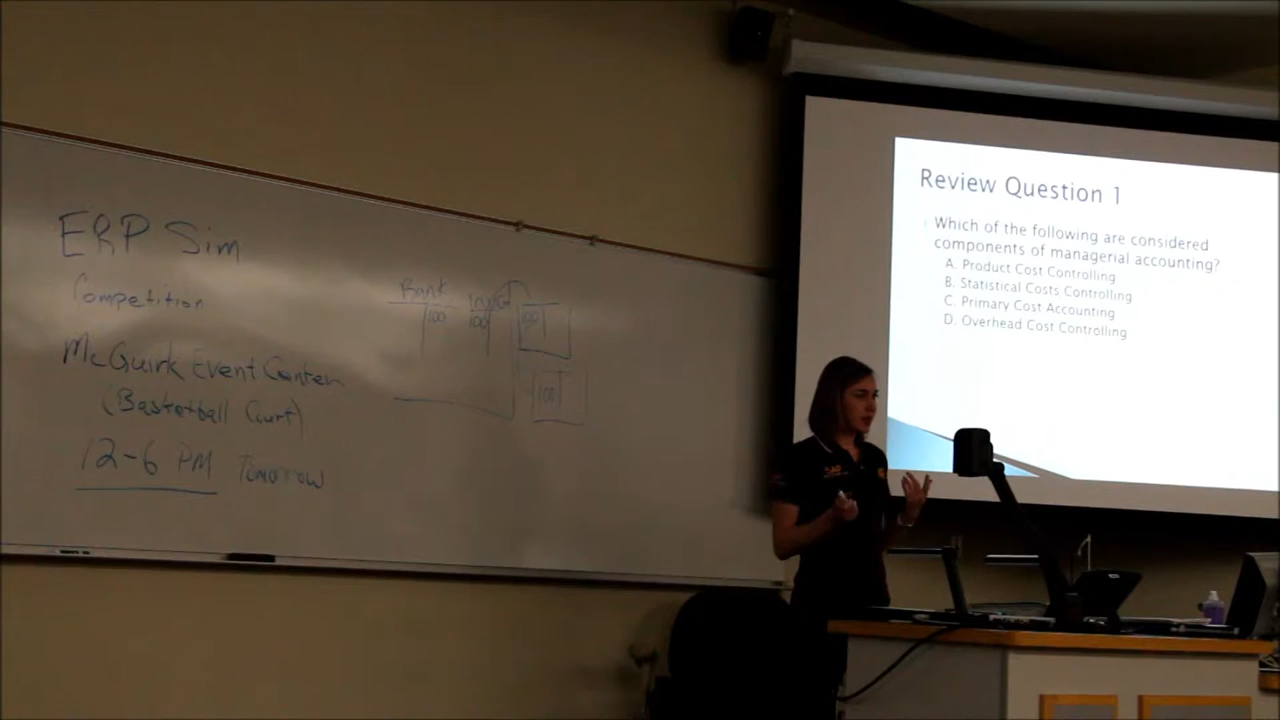 ERP Sim
Competition
McGuirk Event Center
(Basketball Court)
12-6 PM Tomorrow
Bank
100
100
100
100
Review Question 1
Which of the following are considered
components of managerial accounting?
A. Product Cost Controlling
B. Statistical Costs Controlling
C. Primary Cost Accounting
D. Overhead Cost Controlling